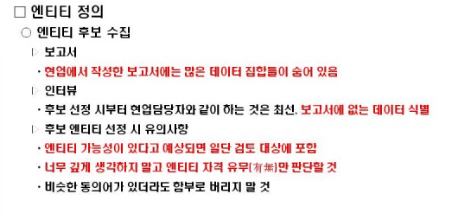 □ 엔티티 정의
○ 엔티티 후보 수집
▷ 보고서
· 현업에서 작성한 보고서에는 많은 데이터 집합들이 숨어 있음
▷ 인터뷰
· 후보 선정 시부터 현업담당자와 같이 하는 것은 최선, 보고서에 없는 데이터 식별
▷ 후보 엔티티 선정 시 유의사항
· 엔티티 가능성이 있다고 예상되면 일단 검토 대상에 포함
· 너무 깊게 생각하지 말고 엔티티 자격 유무(有無)만 판단할 것
· 비슷한 동의어가 있더라도 함부로 버리지 말 것